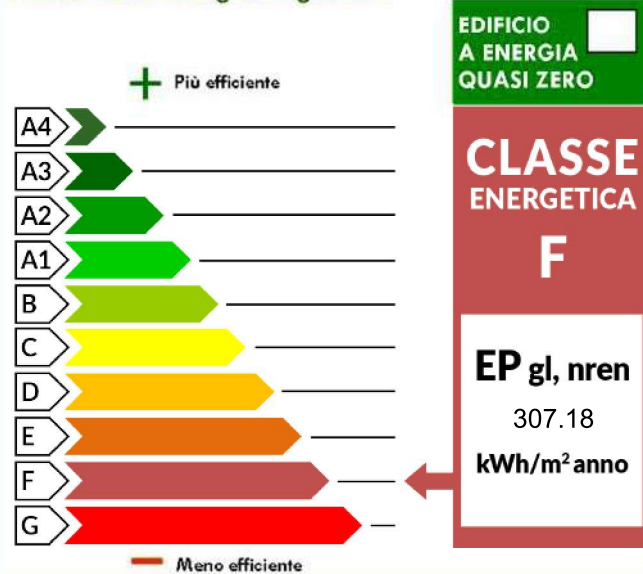 EDIFICIO
A ENERGIA
QUASI ZERO
+ Più efficiente
A4
A3
A2
A1
B
C
D
E
F
G
Meno efficiente
CLASSE
ENERGETICA
F
EP gl, nren
307.18
kWh/m² anno